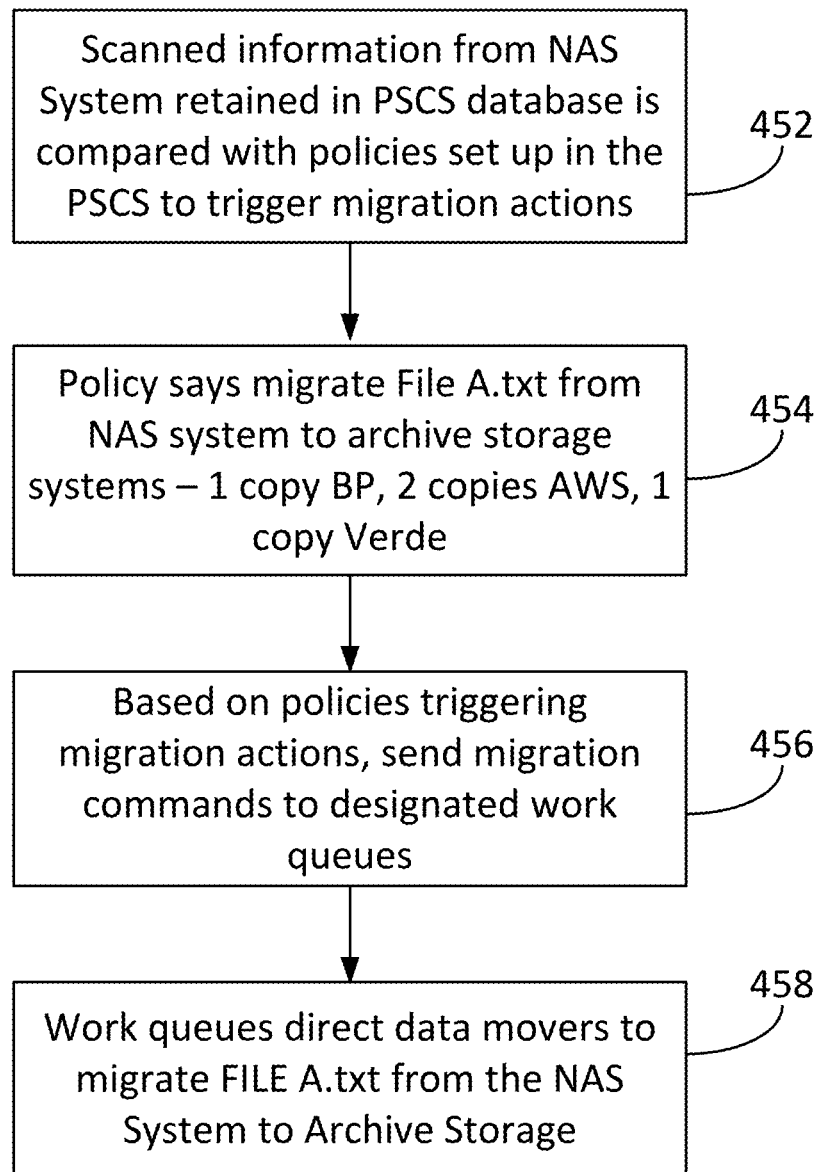 Scanned information from NAS
System retained in PSCS database is
compared with policies set up in the
PSCS to trigger migration actions
452
Policy says migrate File A.txt from
NAS system to archive storage
systems – 1 copy BP, 2 copies AWS, 1
copy Verde
454
Based on policies triggering
migration actions, send migration
commands to designated work
queues
456
Work queues direct data movers to
migrate FILE A.txt from the NAS
System to Archive Storage
458